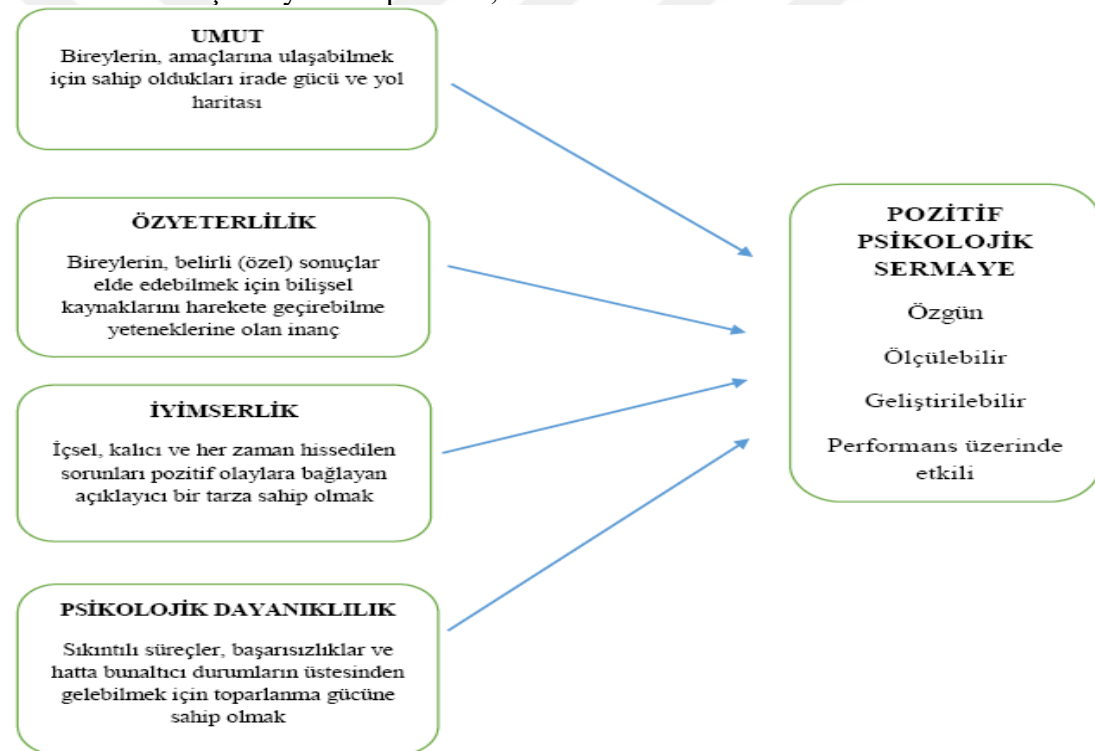 UMUT
Bireylerin, amaçlarına ulaşabilmek
için sahip oldukları irade gücü ve yol
haritası
ÖZYETERLİLİK
Bireylerin, belirli (özel) sonuçlar
elde edebilmek için bilişsel
kaynaklarını harekete geçirebilme
yeteneklerine olan inanç
İYİMSERLİK
İçsel, kalıcı ve her zaman hissedilen
sorunları pozitif olaylara bağlayan
açıklayıcı bir tarza sahip olmak
PSİKOLOJİK DAYANIKLILIK
Sıkıntılı süreçler, başarısızlıklar ve
hatta bunaltıcı durumların üstesinden
gelebilmek için toparlanma gücüne
sahip olmak
POZİTİF
PSİKOLOJİK
SERMAYE
Özgün
Ölçülebilir
Geliştirilebilir
Performans üzerinde
etkili